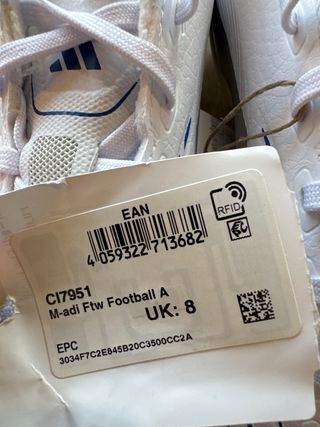 EAN
4 059322 713682
RFID
CI7951
M-adi Ftw Football A
UK: 8
EPC
3034F7C2E845B20C3500CC2A